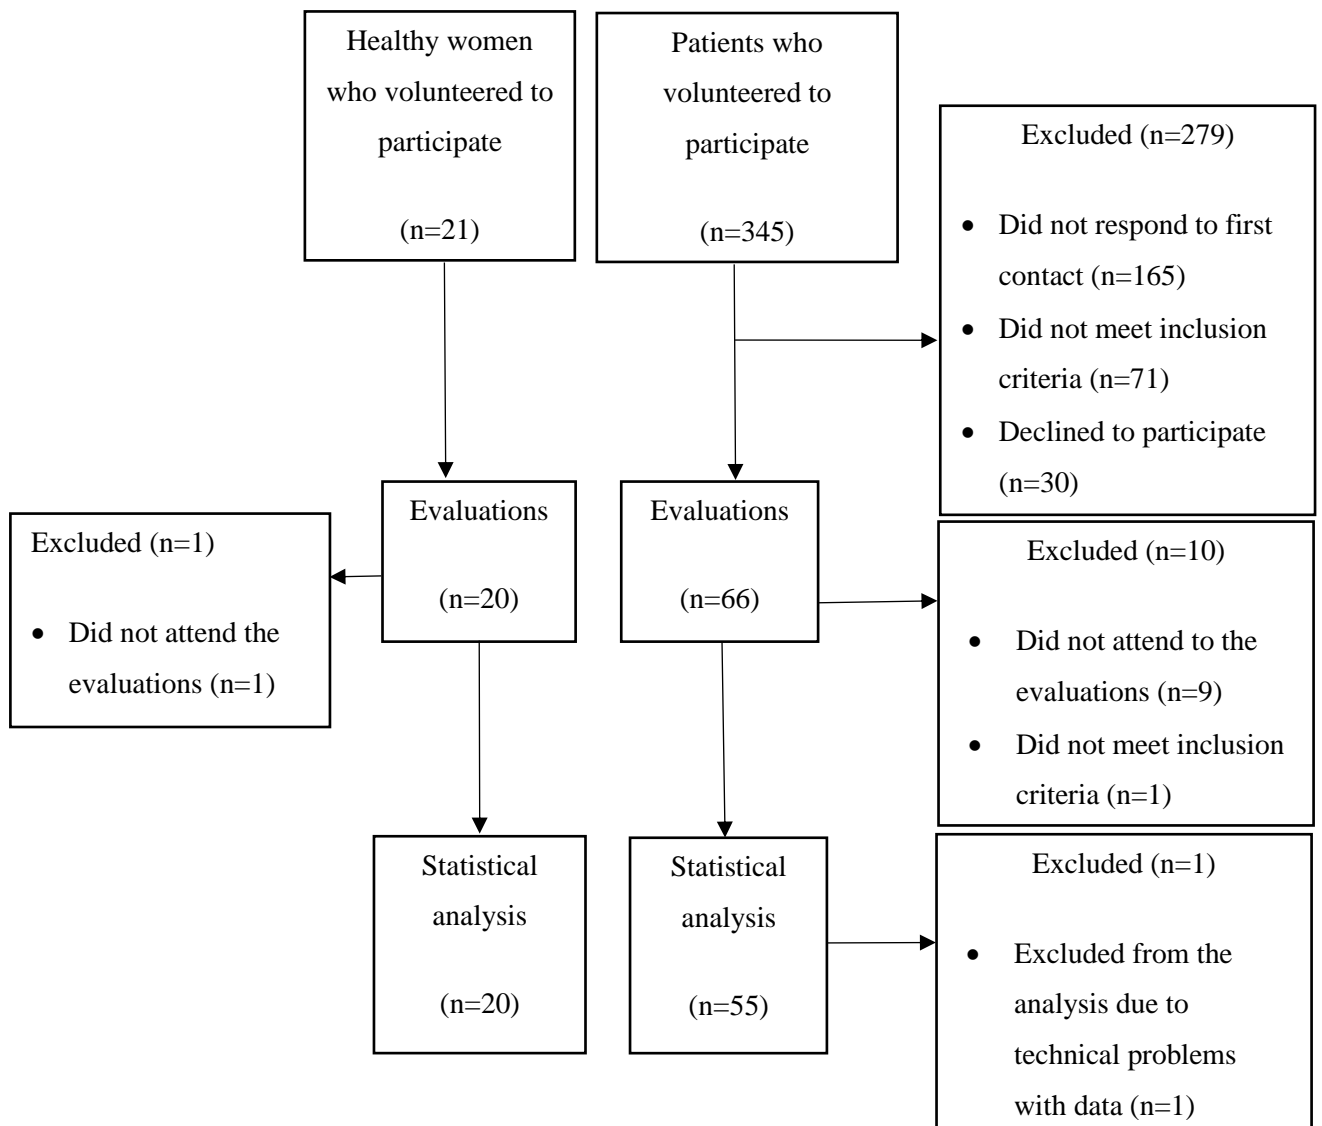 Healthy women
who volunteered to
participate
(n=21)
Patients who
volunteered to
participate
(n=345)
Excluded (n=279)
• Did not respond to first
contact (n=165)
• Did not meet inclusion
criteria (n=71)
• Declined to participate
(n=30)
Evaluations
(n=20)
Evaluations
(n=66)
Excluded (n=1)
• Did not attend the
evaluations (n=1)
Excluded (n=10)
• Did not attend to the
evaluations (n=9)
• Did not meet inclusion
criteria (n=1)
Statistical
analysis
(n=20)
Statistical
analysis
(n=55)
Excluded (n=1)
• Excluded from the
analysis due to
technical problems
with data (n=1)